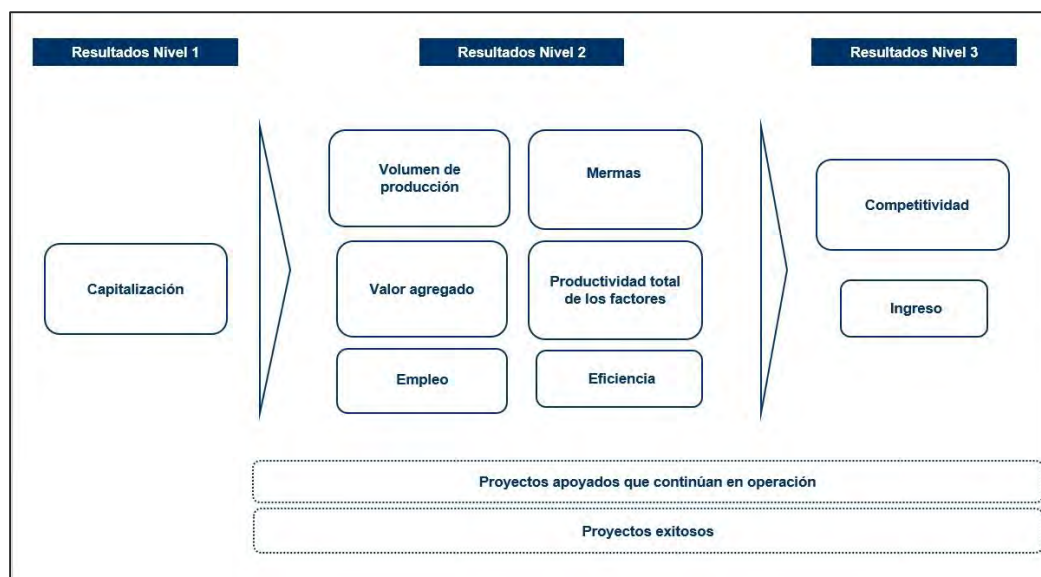 Resultados Nivel 1
Resultados Nivel 2
Resultados Nivel 3
Volumen de
producción
Mermas
Competitividad
Capitalización
Valor agregado
Productividad total
de los factores
Ingreso
Empleo
Eficiencia
Proyectos apoyados que continúan en operación
Proyectos exitosos